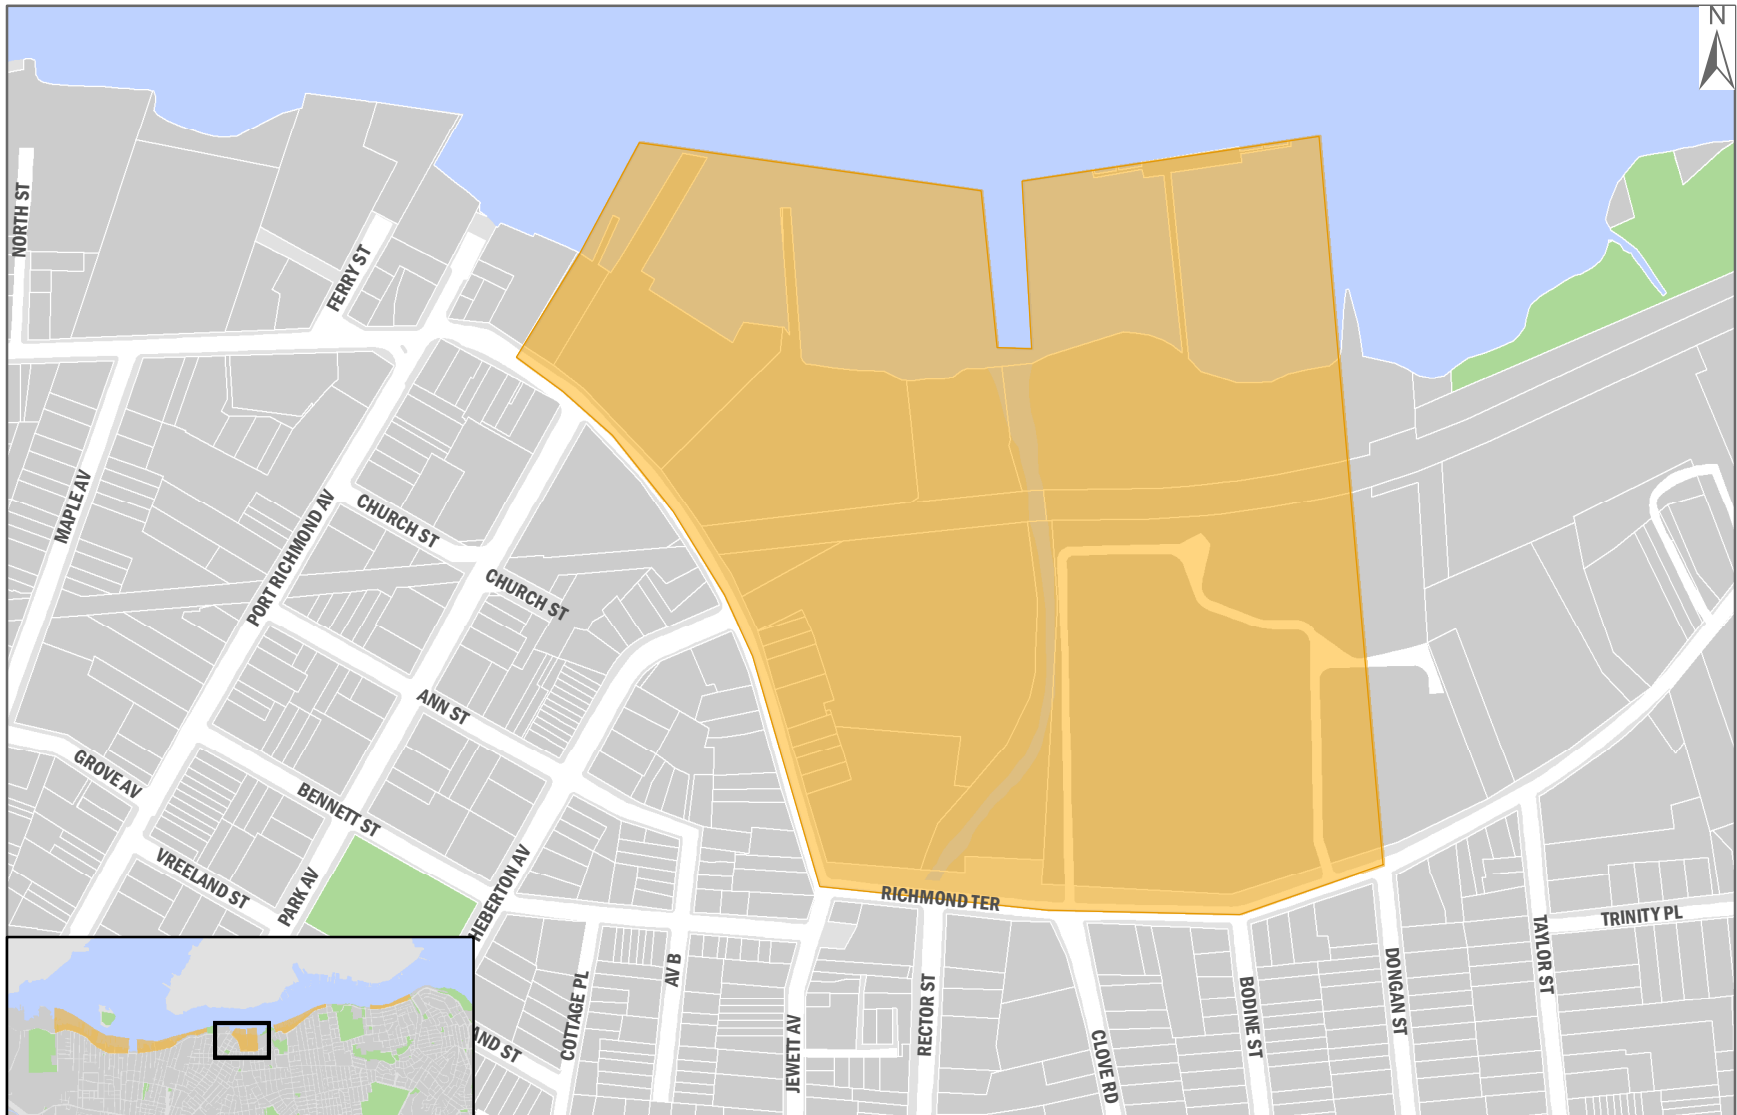 N
NORTH ST
FERRY ST
MAPLE AV
PORT RICHMOND AV
CHURCH ST
CHURCH ST
ANN ST
GROVE AV
BENNETT ST
VREELAND ST
PARK AV
HEBERTON AV
RICHMOND TER
TRINITY PL
TAYLOR ST
DONGAN ST
BODINE ST
CLOVE RD
RECTOR ST
JEWETT AV
AV B
COTTAGE PL
AND ST